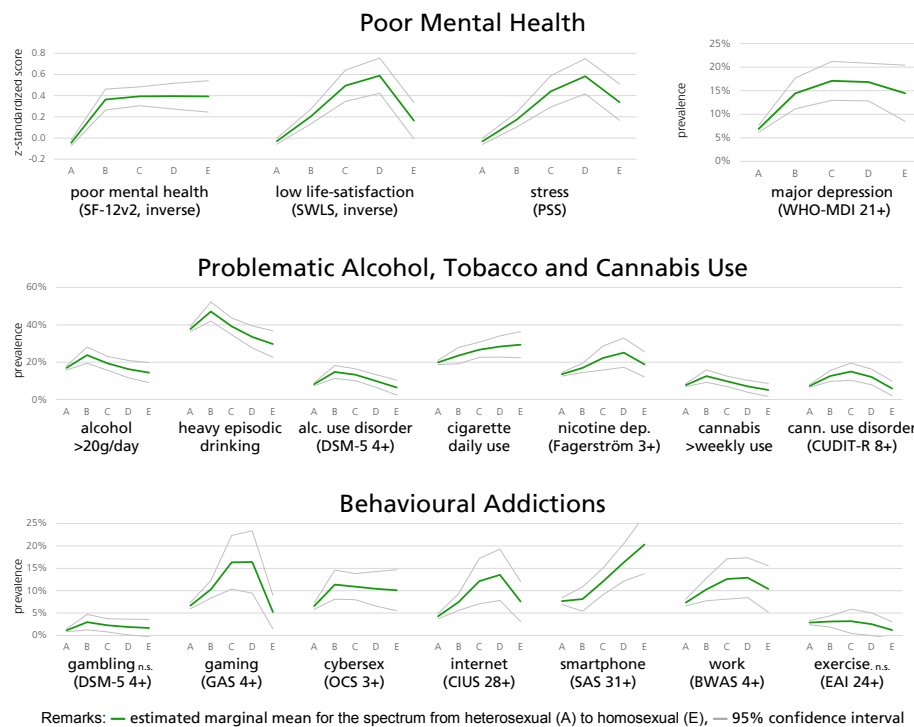 Poor Mental Health
0.8
0.6
0.4
0.2
0.0
-0.2
z-standardized score
A B C D E
A B C D E
A B C D E
25%
20%
15%
10%
5%
0%
prevalence
A B C D E
poor mental health
(SF-12v2, inverse)
low life-satisfaction
(SWLS, inverse)
stress
(PSS)
major depression
(WHO-MDI 21+)
Problematic Alcohol, Tobacco and Cannabis Use
60%
40%
20%
0%
prevalence
A B C D E
A B C D E
A B C D E
A B C D E
A B C D E
A B C D E
A B C D E
alcohol
>20g/day
heavy episodic
drinking
alc. use disorder
(DSM-5 4+)
cigarette
daily use
nicotine dep.
(Fagerström 3+)
cannabis
>weekly use
cann. use disorder
(CUDIT-R 8+)
Behavioural Addictions
25%
20%
15%
10%
5%
0%
prevalence
A B C D E
A B C D E
A B C D E
A B C D E
A B C D E
A B C D E
A B C D E
gambling n.s.
(DSM-5 4+)
gaming
(GAS 4+)
cybersex
(OCS 3+)
internet
(CIUS 28+)
smartphone
(SAS 31+)
work
(BWAS 4+)
exercise. n.s.
(EAI 24+)
Remarks: — estimated marginal mean for the spectrum from heterosexual (A) to homosexual (E), — 95% confidence interval